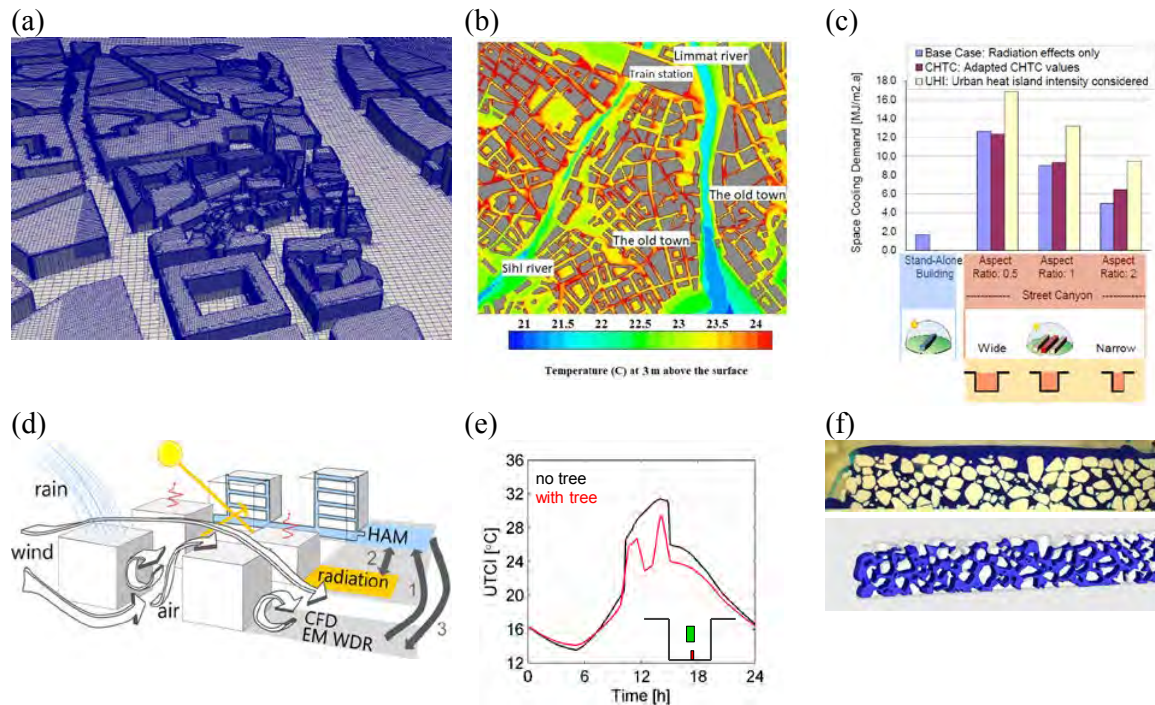 (a)
(b)
Limmat river
Train station
The old town
The old town
Sihl river
21 21.5 22 22.5 23 23.5 24
Temperature (C) at 3 m above the surface
(c)
Base Case: Radiation effects only
CHTC: Adapted CHTC values
UHI: Urban heat island intensity considered
Space Cooling Demand [MJ/m2.a]
18.0
16.0
14.0
12.0
10.0
8.0
6.0
4.0
2.0
0.0
Stand-Alone
Building
Aspect
Ratio: 0.5
Aspect
Ratio: 1
Aspect
Ratio: 2
Street Canyon
Wide
Narrow
(d)
rain
wind
air
HAM
2
radiation
1
3
CFD
EM WDR
(e)
no tree
with tree
UTCI [°C]
36
32
28
24
20
16
12
0 6 12 18 24
Time [h]
(f)